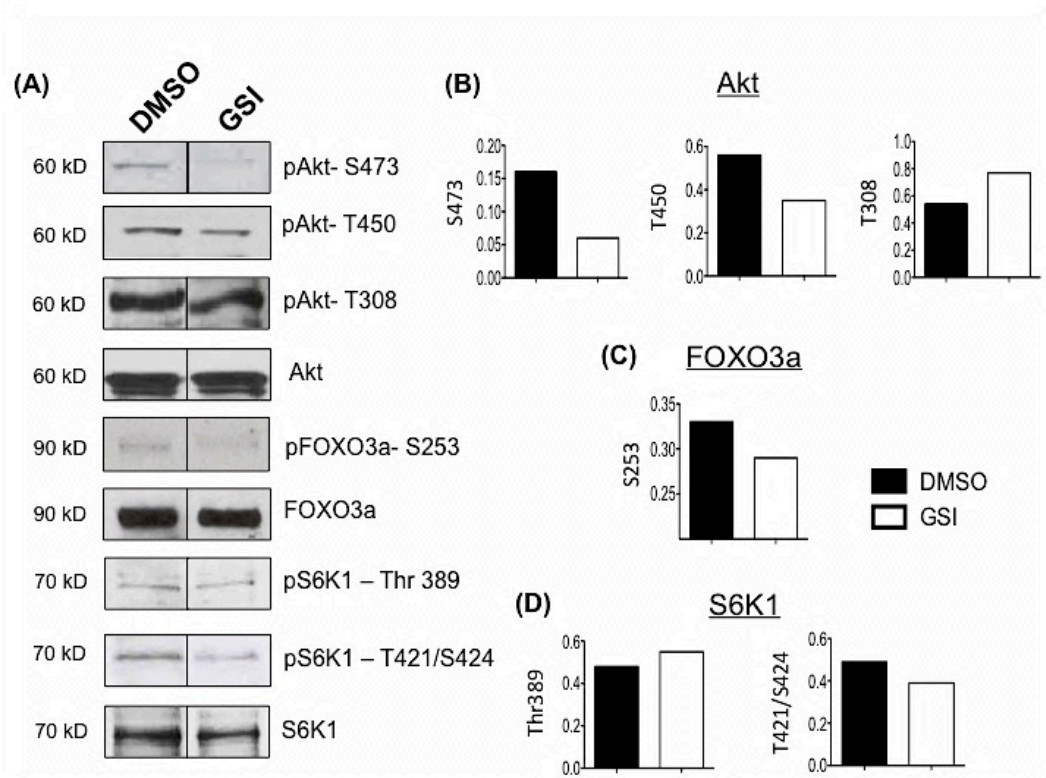 (A)
DMSO GSI
60 kD pAkt- S473
60 kD pAkt- T450
60 kD pAkt- T308
60 kD Akt
90 kD pFOXO3a- S253
90 kD FOXO3a
70 kD pS6K1 – Thr 389
70 kD pS6K1 – T421/S424
70 kD S6K1
(B) Akt
S473
0.20
0.15
0.10
0.05
0.00
T450
0.6
0.4
0.2
0.0
T308
1.0
0.8
0.6
0.4
0.2
0.0
(C) FOXO3a
S253
0.35
0.30
0.25
DMSO
GSI
(D) S6K1
Thr389
0.6
0.4
0.2
0.0
T421/S424
0.6
0.4
0.2
0.0